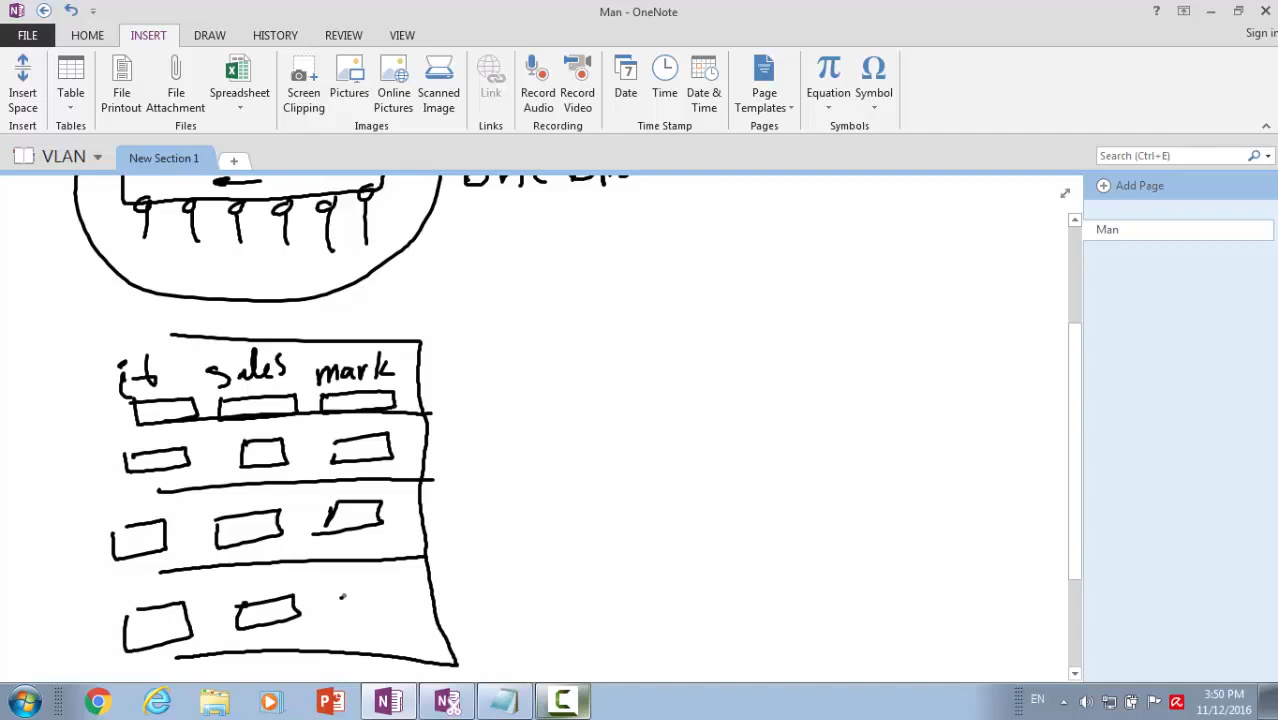 Man - OneNote
?
Sign in
FILE HOME INSERT DRAW HISTORY REVIEW VIEW
Insert Space
Table
File Printout
File Attachment
Spreadsheet
Screen Clipping
Pictures
Online Pictures
Scanned Image
Link
Record Audio
Record Video
Date
Time
Date & Time
Page Templates
Equation
Symbol
Insert Tables Files Images Links Recording Time Stamp Pages Symbols
VLAN
New Section 1
Search (Ctrl+E)
Add Page
Man
it sales mark
EN
3:50 PM
11/12/2016